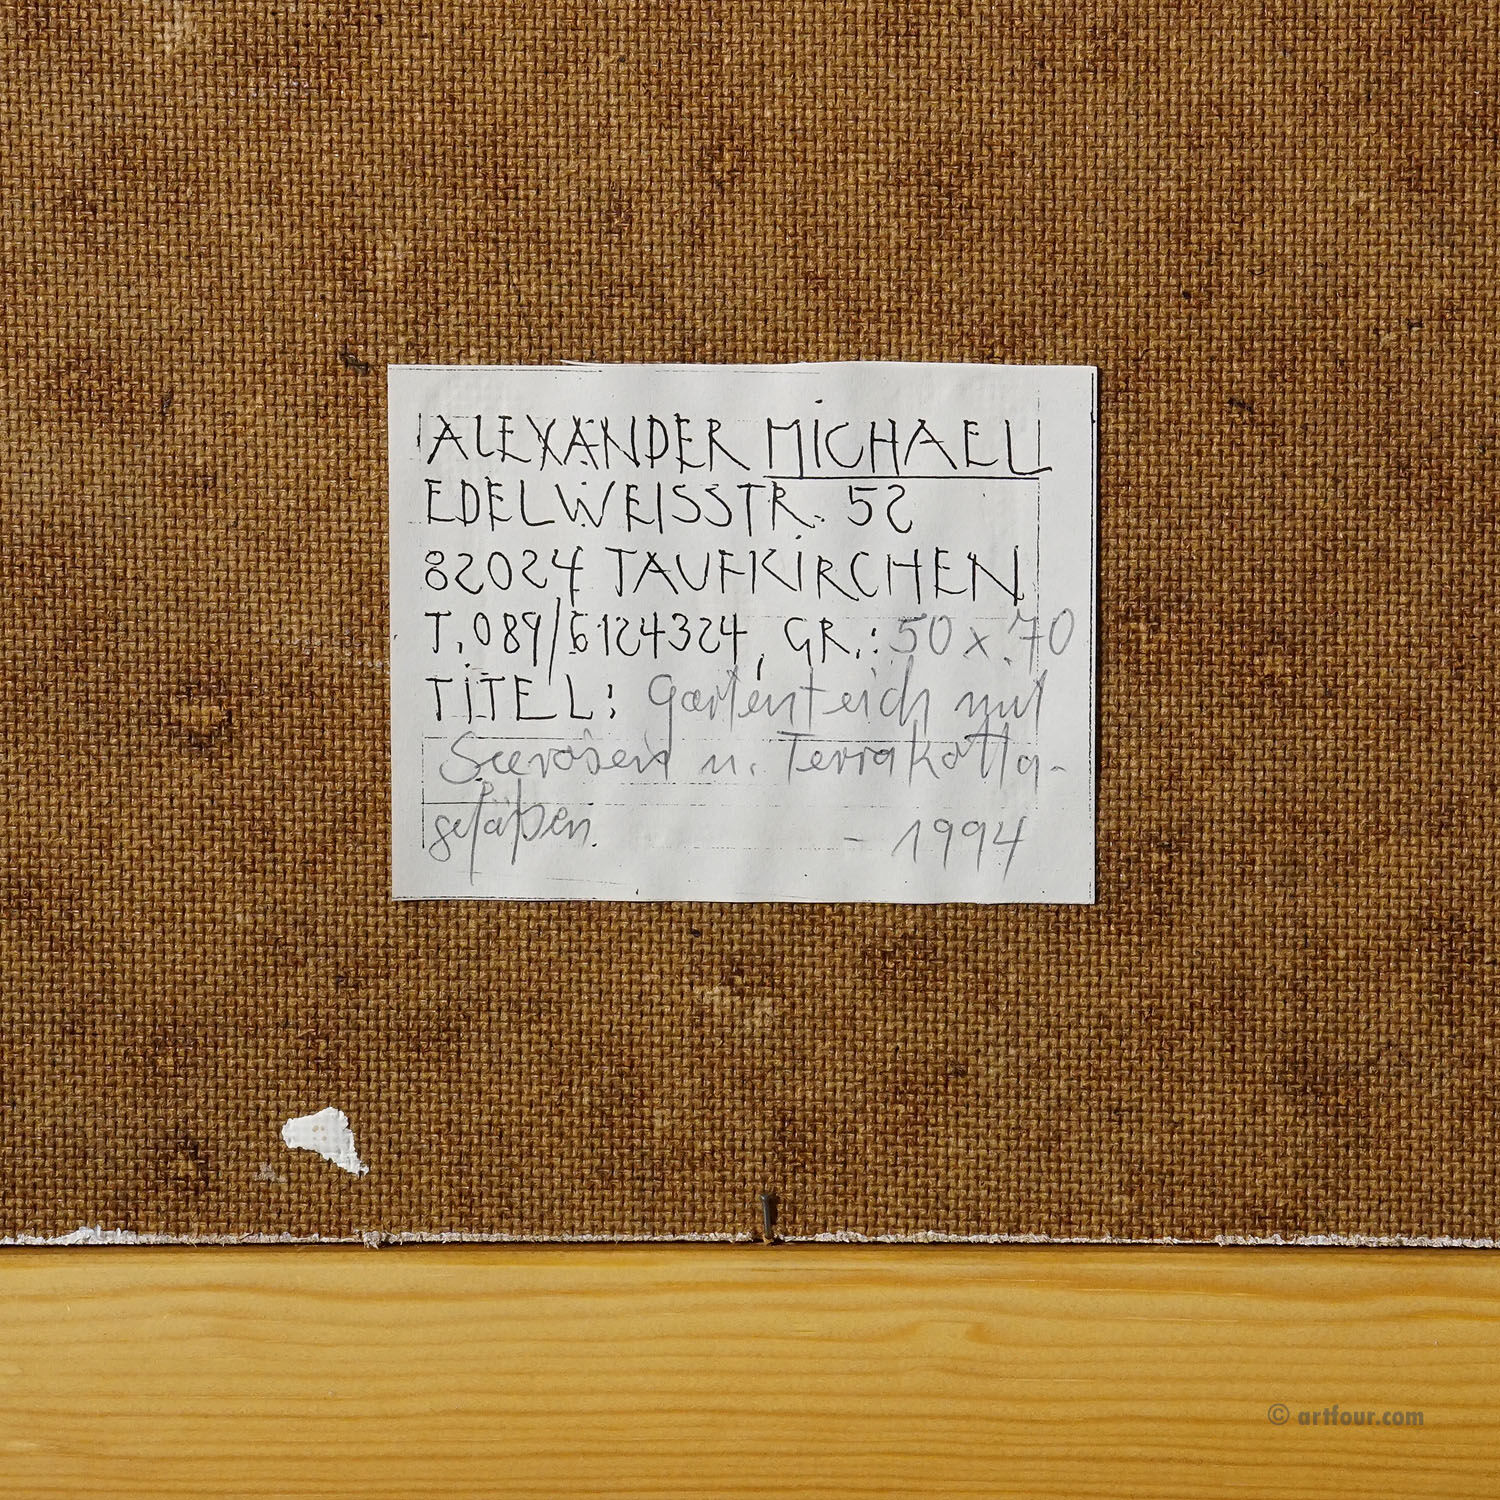 ALEXANDER MICHAEL
EDELWEISSTR. 52
82024 TAUFKIRCHEN
T. 089/6124324, GR.: 50 x 70
TITEL: Gartenteich mit
Seerosen u. Terrakotta-
gefäßen. - 1994
© artfour.com